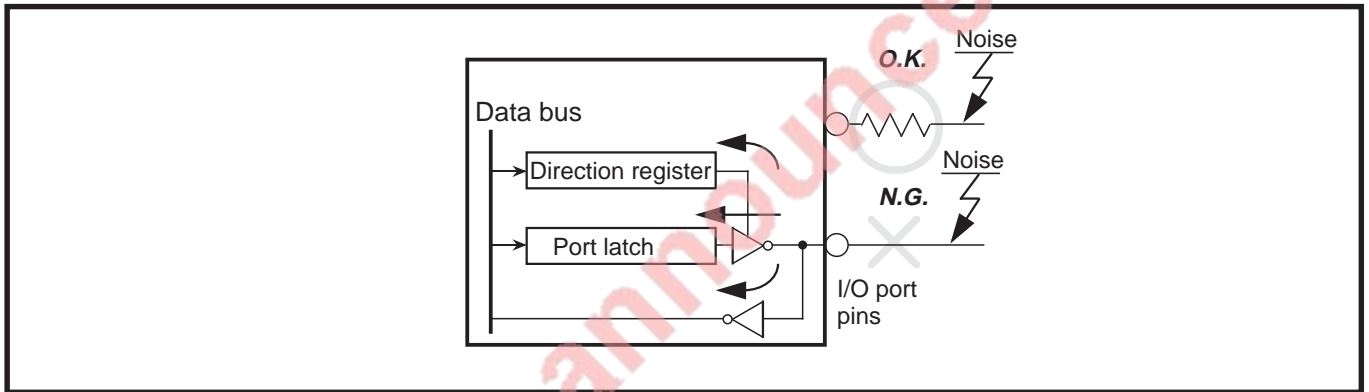 Noise
O.K.
Data bus
Direction register
Noise
N.G.
Port latch
I/O port
pins
announce